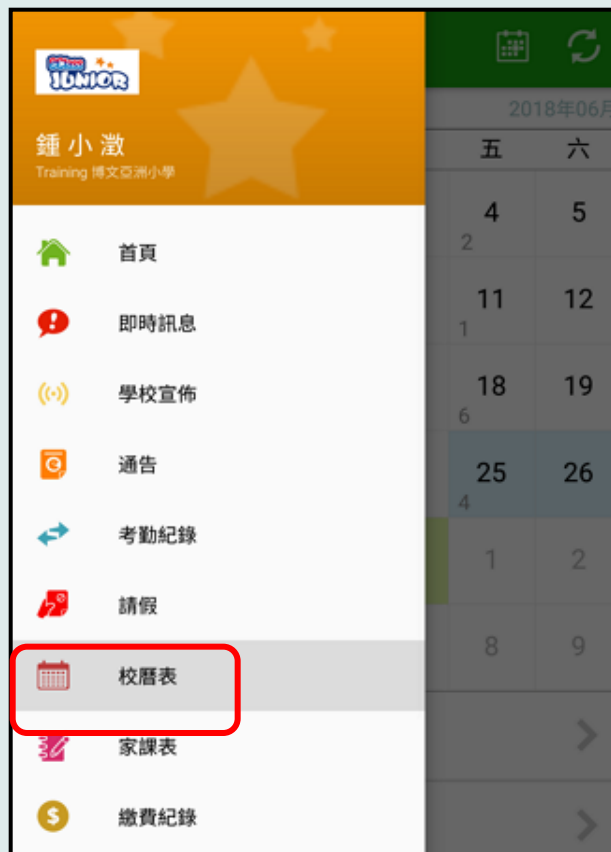 eClass
JUNIOR
鍾小澂
Training 博文亞洲小學
首頁
即時訊息
學校宣佈
通告
考勤紀錄
請假
校曆表
家課表
繳費紀錄
2018年06月
五 六
4 5
2
11 12
1
18 19
6
25 26
4
1 2
8 9